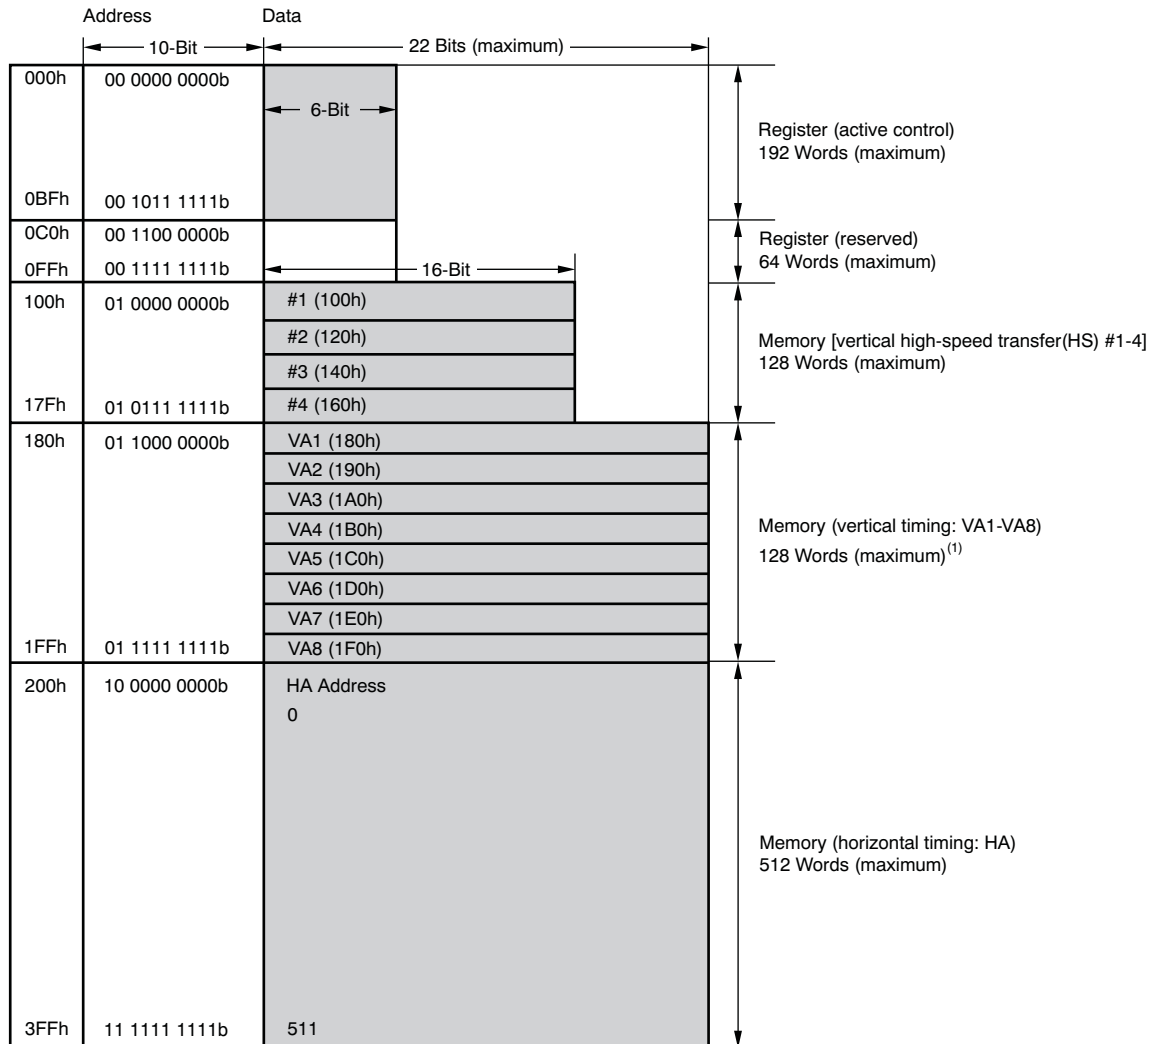 Address Data
10-Bit 22 Bits (maximum)
000h 00 0000 0000b
6-Bit
Register (active control)
192 Words (maximum)
0BFh 00 1011 1111b
0C0h 00 1100 0000b
Register (reserved)
64 Words (maximum)
0FFh 00 1111 1111b
16-Bit
100h 01 0000 0000b #1 (100h)
#2 (120h)
Memory [vertical high-speed transfer(HS) #1-4]
128 Words (maximum)
#3 (140h)
17Fh 01 0111 1111b #4 (160h)
180h 01 1000 0000b VA1 (180h)
VA2 (190h)
VA3 (1A0h)
VA4 (1B0h)
Memory (vertical timing: VA1-VA8)
128 Words (maximum)(1)
VA5 (1C0h)
VA6 (1D0h)
VA7 (1E0h)
1FFh 01 1111 1111b VA8 (1F0h)
200h 10 0000 0000b HA Address
0
Memory (horizontal timing: HA)
512 Words (maximum)
3FFh 11 1111 1111b 511